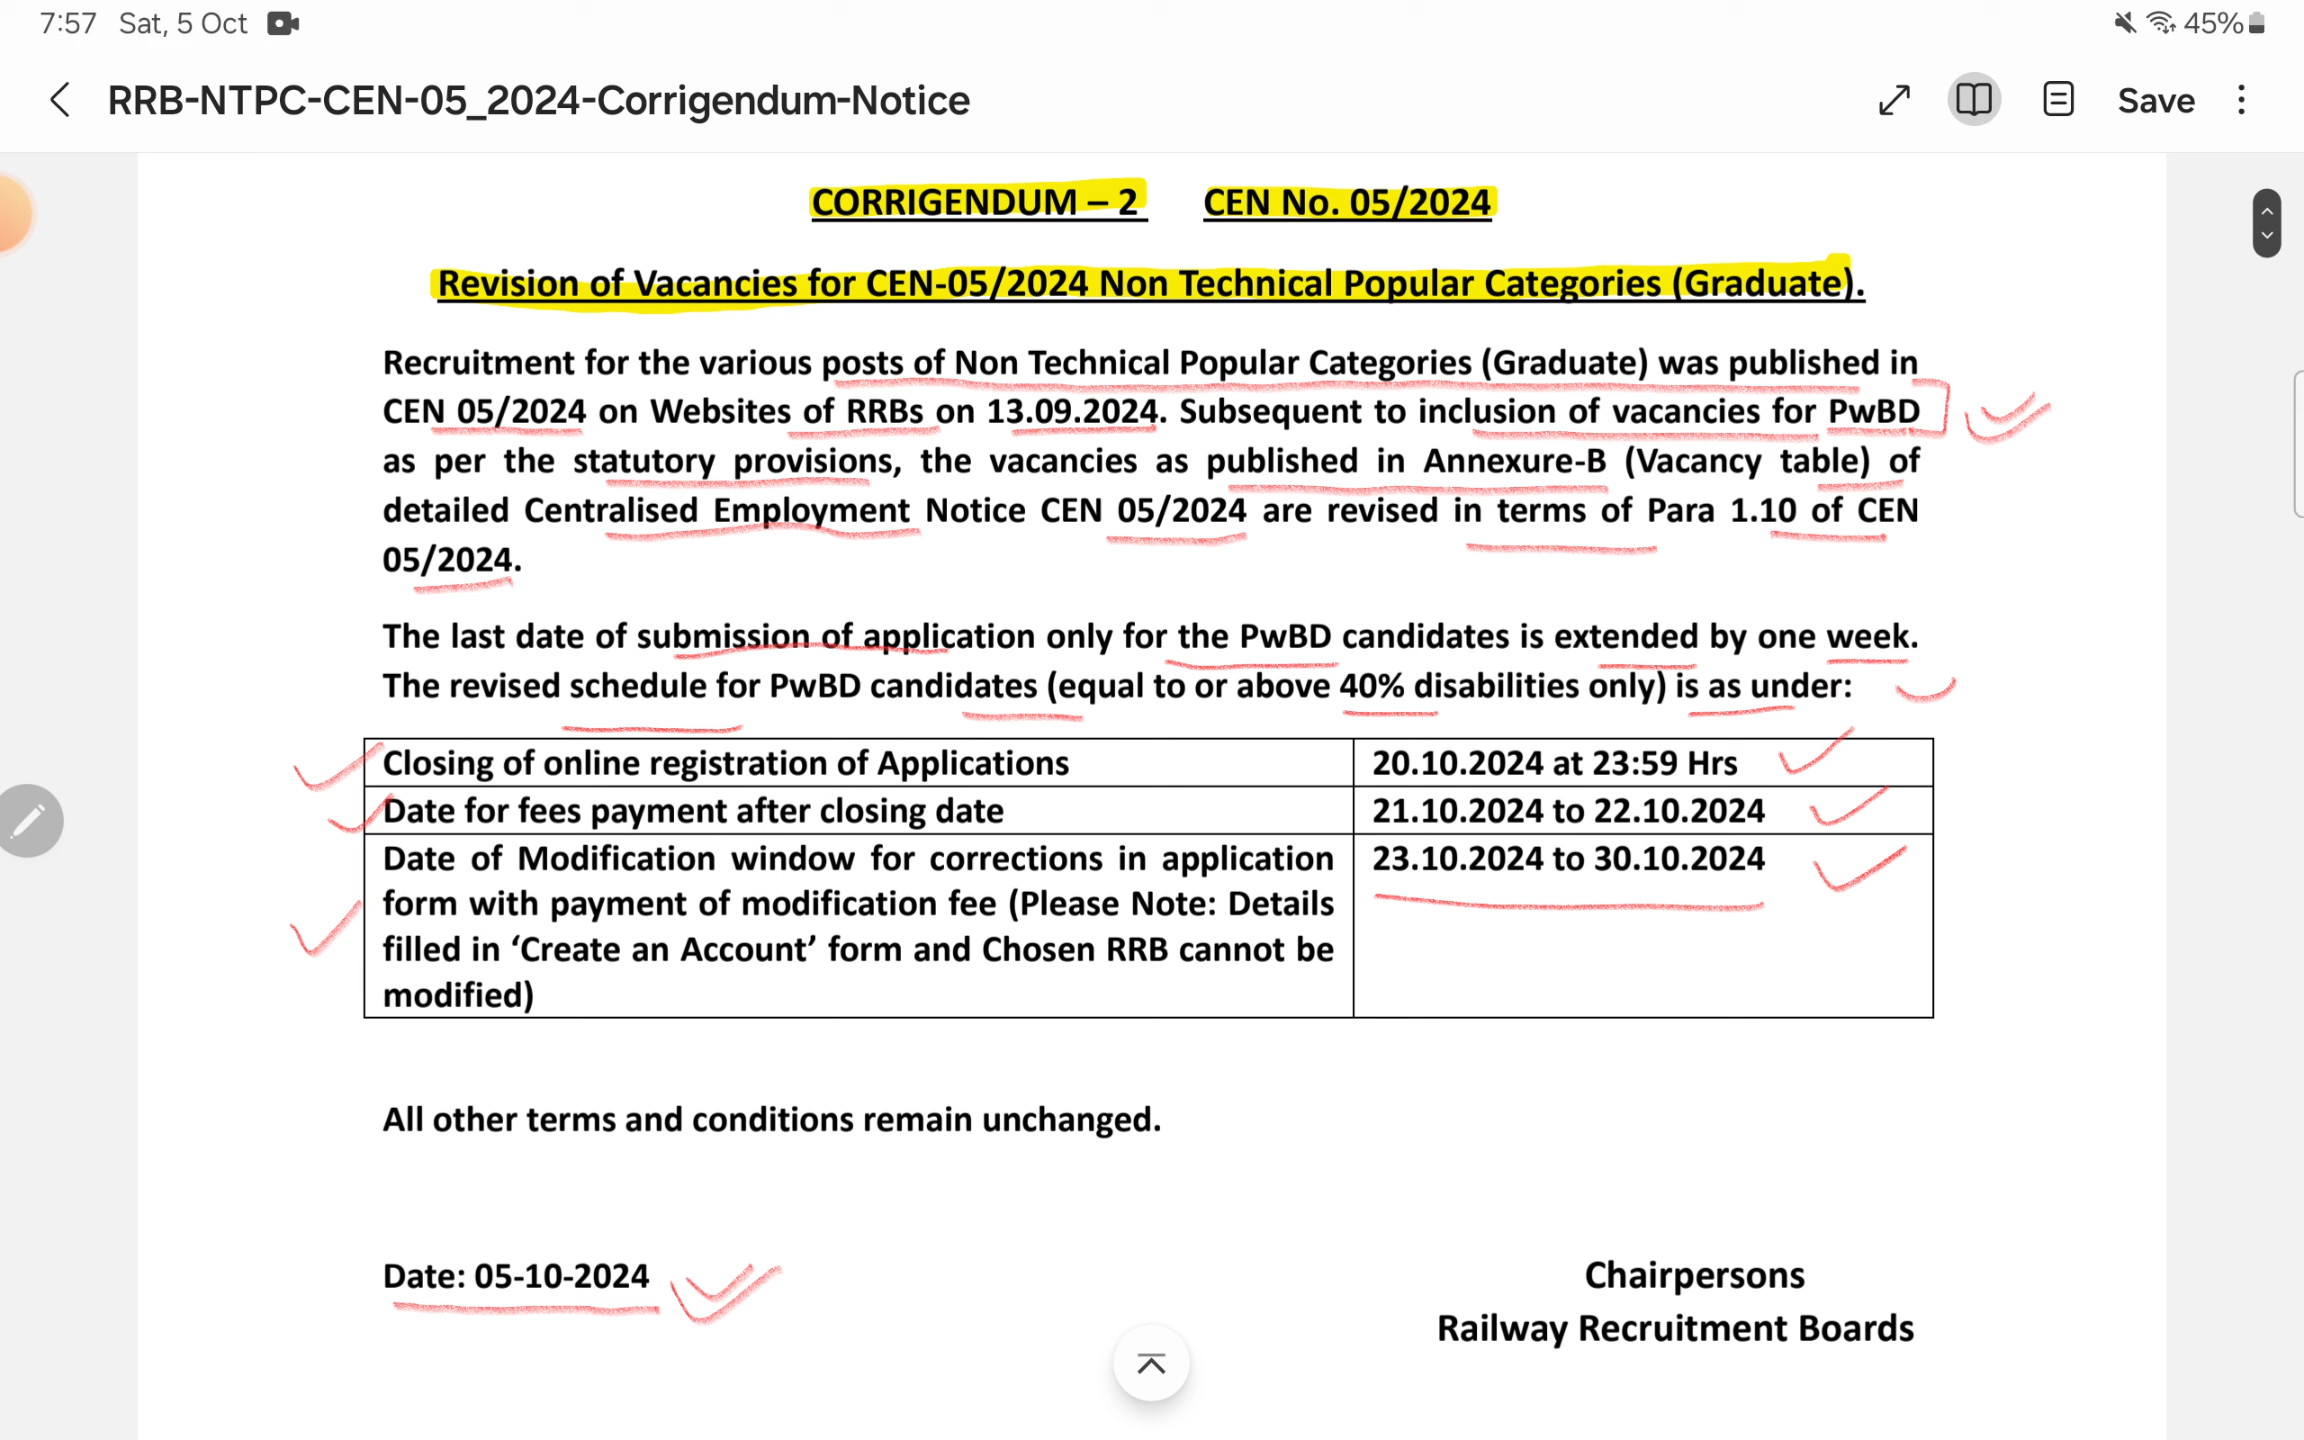 7:57 Sat, 5 Oct
45%
RRB-NTPC-CEN-05_2024-Corrigendum-Notice
Save
CORRIGENDUM – 2 CEN No. 05/2024
Revision of Vacancies for CEN-05/2024 Non Technical Popular Categories (Graduate).
Recruitment for the various posts of Non Technical Popular Categories (Graduate) was published in
CEN 05/2024 on Websites of RRBs on 13.09.2024. Subsequent to inclusion of vacancies for PwBD
as per the statutory provisions, the vacancies as published in Annexure-B (Vacancy table) of
detailed Centralised Employment Notice CEN 05/2024 are revised in terms of Para 1.10 of CEN
05/2024.
The last date of submission of application only for the PwBD candidates is extended by one week.
The revised schedule for PwBD candidates (equal to or above 40% disabilities only) is as under:
Closing of online registration of Applications 20.10.2024 at 23:59 Hrs
Date for fees payment after closing date 21.10.2024 to 22.10.2024
Date of Modification window for corrections in application 23.10.2024 to 30.10.2024
form with payment of modification fee (Please Note: Details
filled in ‘Create an Account’ form and Chosen RRB cannot be
modified)
All other terms and conditions remain unchanged.
Date: 05-10-2024
Chairpersons
Railway Recruitment Boards